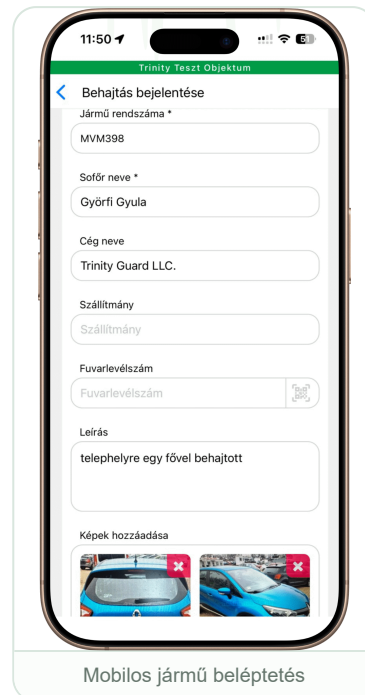 11:50
Trinity Teszt Objektum
Behajtás bejelentése
Jármű rendszáma *
MVM398
Sofőr neve *
Györfi Gyula
Cég neve
Trinity Guard LLC.
Szállítmány
Szállítmány
Fuvarlevélszám
Fuvarlevélszám
Leírás
telephelyre egy fővel behajtott
Képek hozzáadása
Mobilos jármű beléptetés